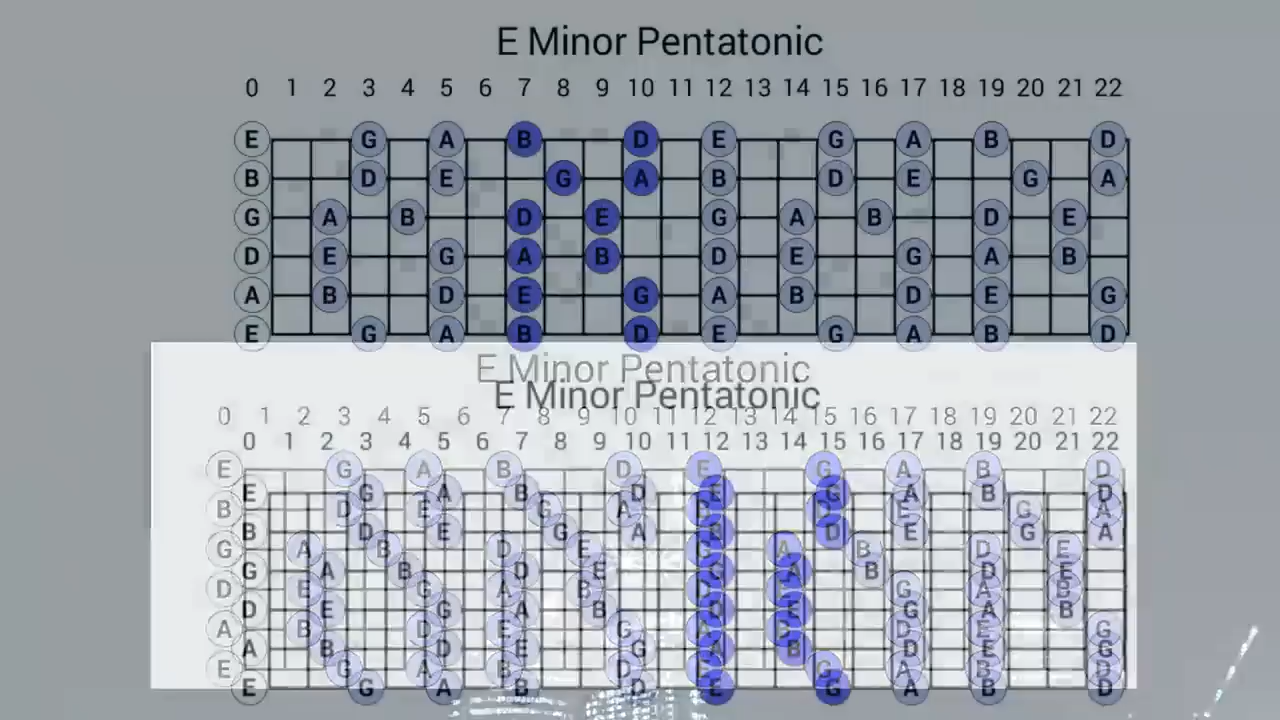 E Minor Pentatonic
0 1 2 3 4 5 6 7 8 9 10 11 12 13 14 15 16 17 18 19 20 21 22
E G A B D E G A B D
B D E G A B D E G A
G A B D E G A B D E
D E G A B D E G A B
A B D E G A B D E G
E G A B D E G A B D
E Minor Pentatonic
E Minor Pentatonic
0 1 2 3 4 5 6 7 8 9 10 11 12 13 14 15 16 17 18 19 20 21 22
0 1 2 3 4 5 6 7 8 9 10 11 12 13 14 15 16 17 18 19 20 21 22
E G A B D E G A B D
E G A B D E G A B D
B D E G A B D E G A
B D E G A B D E G A
G A B D E G A B D E
G A B D E G A B D E
D E G A B D E G A B
D E G A B D E G A B
A B D E G A B D E G
A B D E G A B D E G
E G A B D E G A B D
E G A B D E G A B D